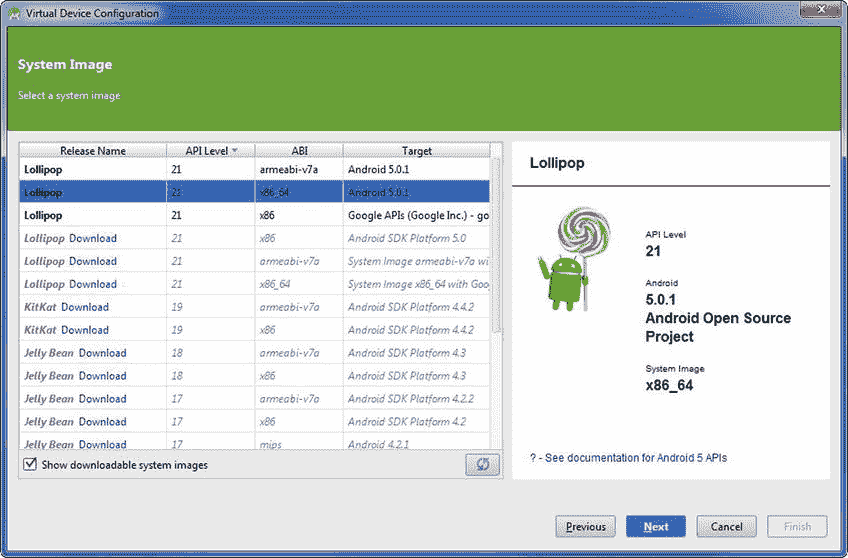 Virtual Device Configuration
System Image
Select a system image
Release Name API Level ABI Target
Lollipop 21 armeabi-v7a Android 5.0.1
Lollipop 21 x86_64 Android 5.0.1
Lollipop 21 x86 Google APIs (Google Inc.) - go
Lollipop Download 21 x86 Android SDK Platform 5.0
Lollipop Download 21 armeabi-v7a System Image armeabi-v7a wi
Lollipop Download 21 x86_64 System Image x86_64 with Goo
KitKat Download 19 armeabi-v7a Android SDK Platform 4.4.2
KitKat Download 19 x86 Android SDK Platform 4.4.2
Jelly Bean Download 18 armeabi-v7a Android SDK Platform 4.3
Jelly Bean Download 18 x86 Android SDK Platform 4.3
Jelly Bean Download 17 armeabi-v7a Android SDK Platform 4.2.2
Jelly Bean Download 17 x86 Android SDK Platform 4.2
Jelly Bean Download 17 mips Android 4.2.1
Show downloadable system images
Lollipop
API Level
21
Android
5.0.1
Android Open Source
Project
System Image
x86_64
? - See documentation for Android 5 APIs
Previous Next Cancel Finish